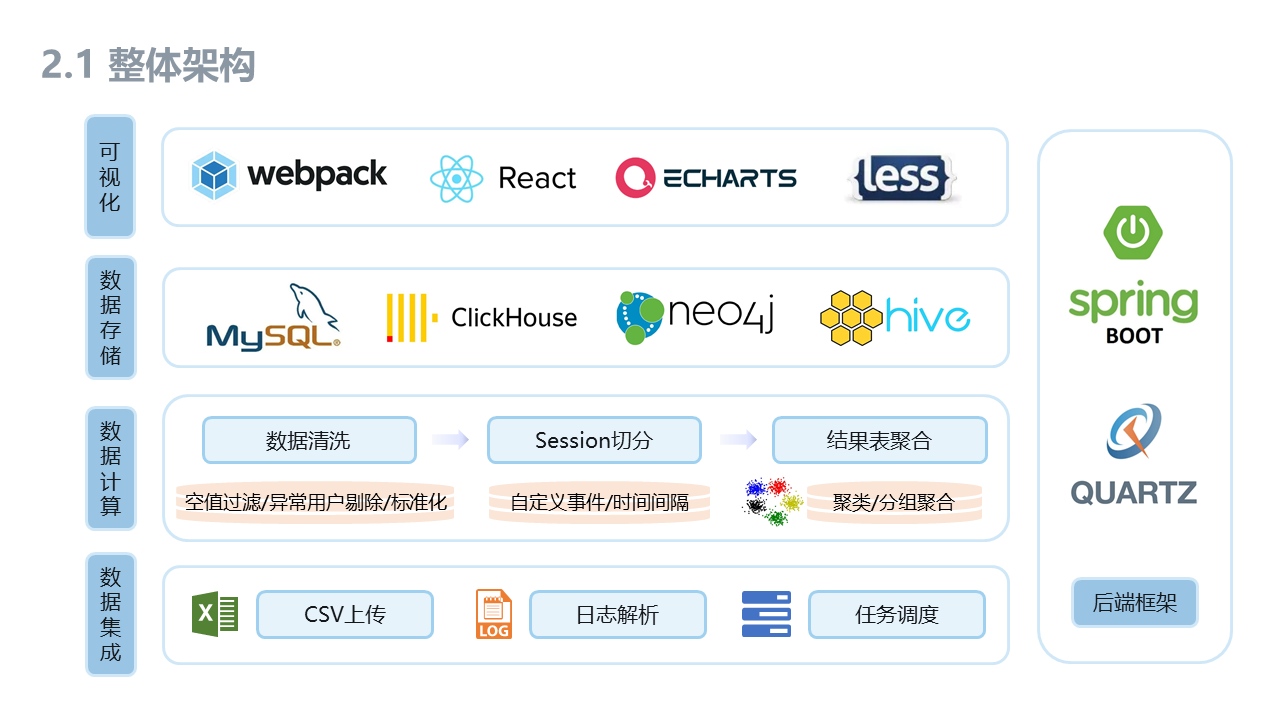 2.1 整体架构
可视化
webpack
React
ECHARTS
{less}
数据存储
MySQL®
ClickHouse
neo4j
hive
数据计算
数据清洗
Session切分
结果表聚合
空值过滤/异常用户剔除/标准化
自定义事件/时间间隔
聚类/分组聚合
数据集成
X
CSV上传
LOG
日志解析
任务调度
spring
BOOT
QUARTZ
后端框架